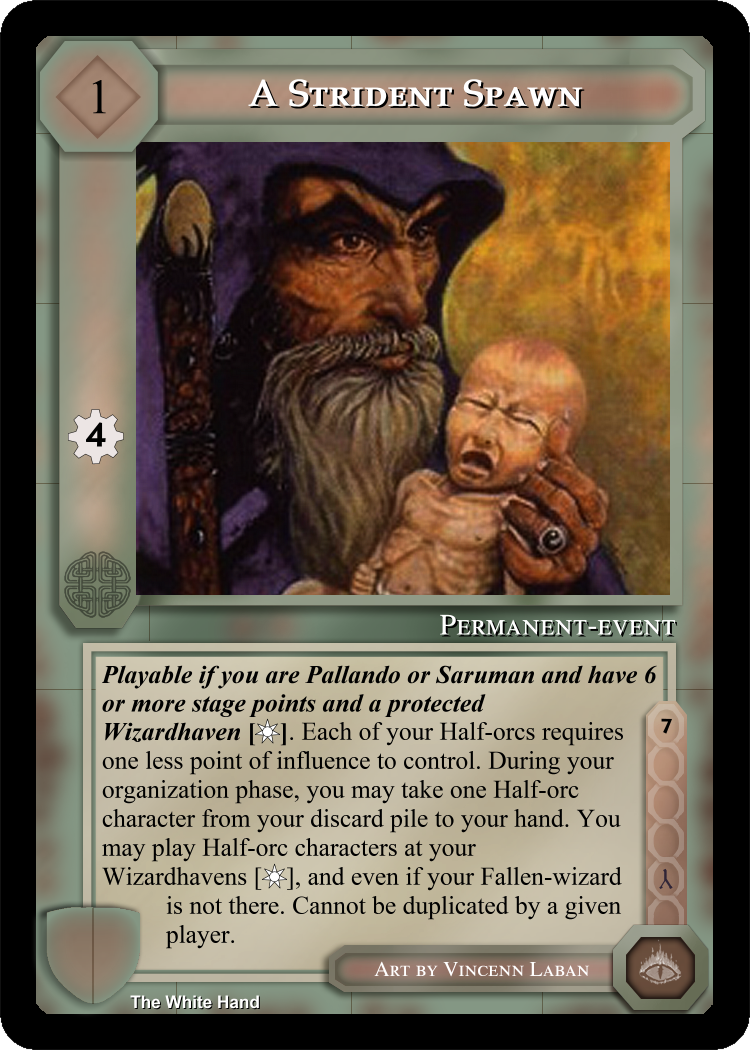 1
A Strident Spawn
4
Permanent-event
Playable if you are Pallando or Saruman and have 6
or more stage points and a protected
Wizardhaven [ ]. Each of your Half-orcs requires
one less point of influence to control. During your
organization phase, you may take one Half-orc
character from your discard pile to your hand. You
may play Half-orc characters at your
Wizardhavens [ ], and even if your Fallen-wizard
is not there. Cannot be duplicated by a given
player.
7
Art by Vincenn Laban
The White Hand